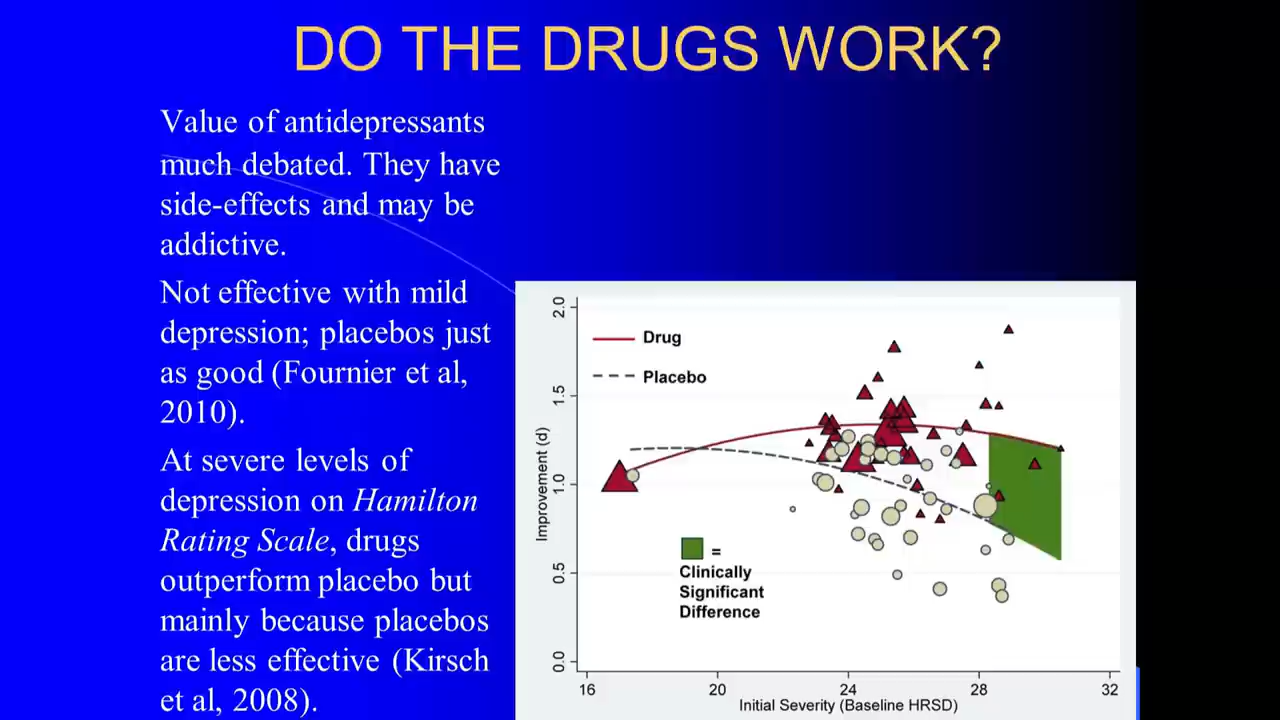 DO THE DRUGS WORK?
Value of antidepressants
much debated. They have
side-effects and may be
addictive.
Not effective with mild
depression; placebos just
as good (Fournier et al,
2010).
At severe levels of
depression on Hamilton
Rating Scale, drugs
outperform placebo but
mainly because placebos
are less effective (Kirsch
et al, 2008).
2.0
1.5
1.0
0.5
0.0
Improvement (d)
Drug
Placebo
=
Clinically
Significant
Difference
16 20 24 28 32
Initial Severity (Baseline HRSD)